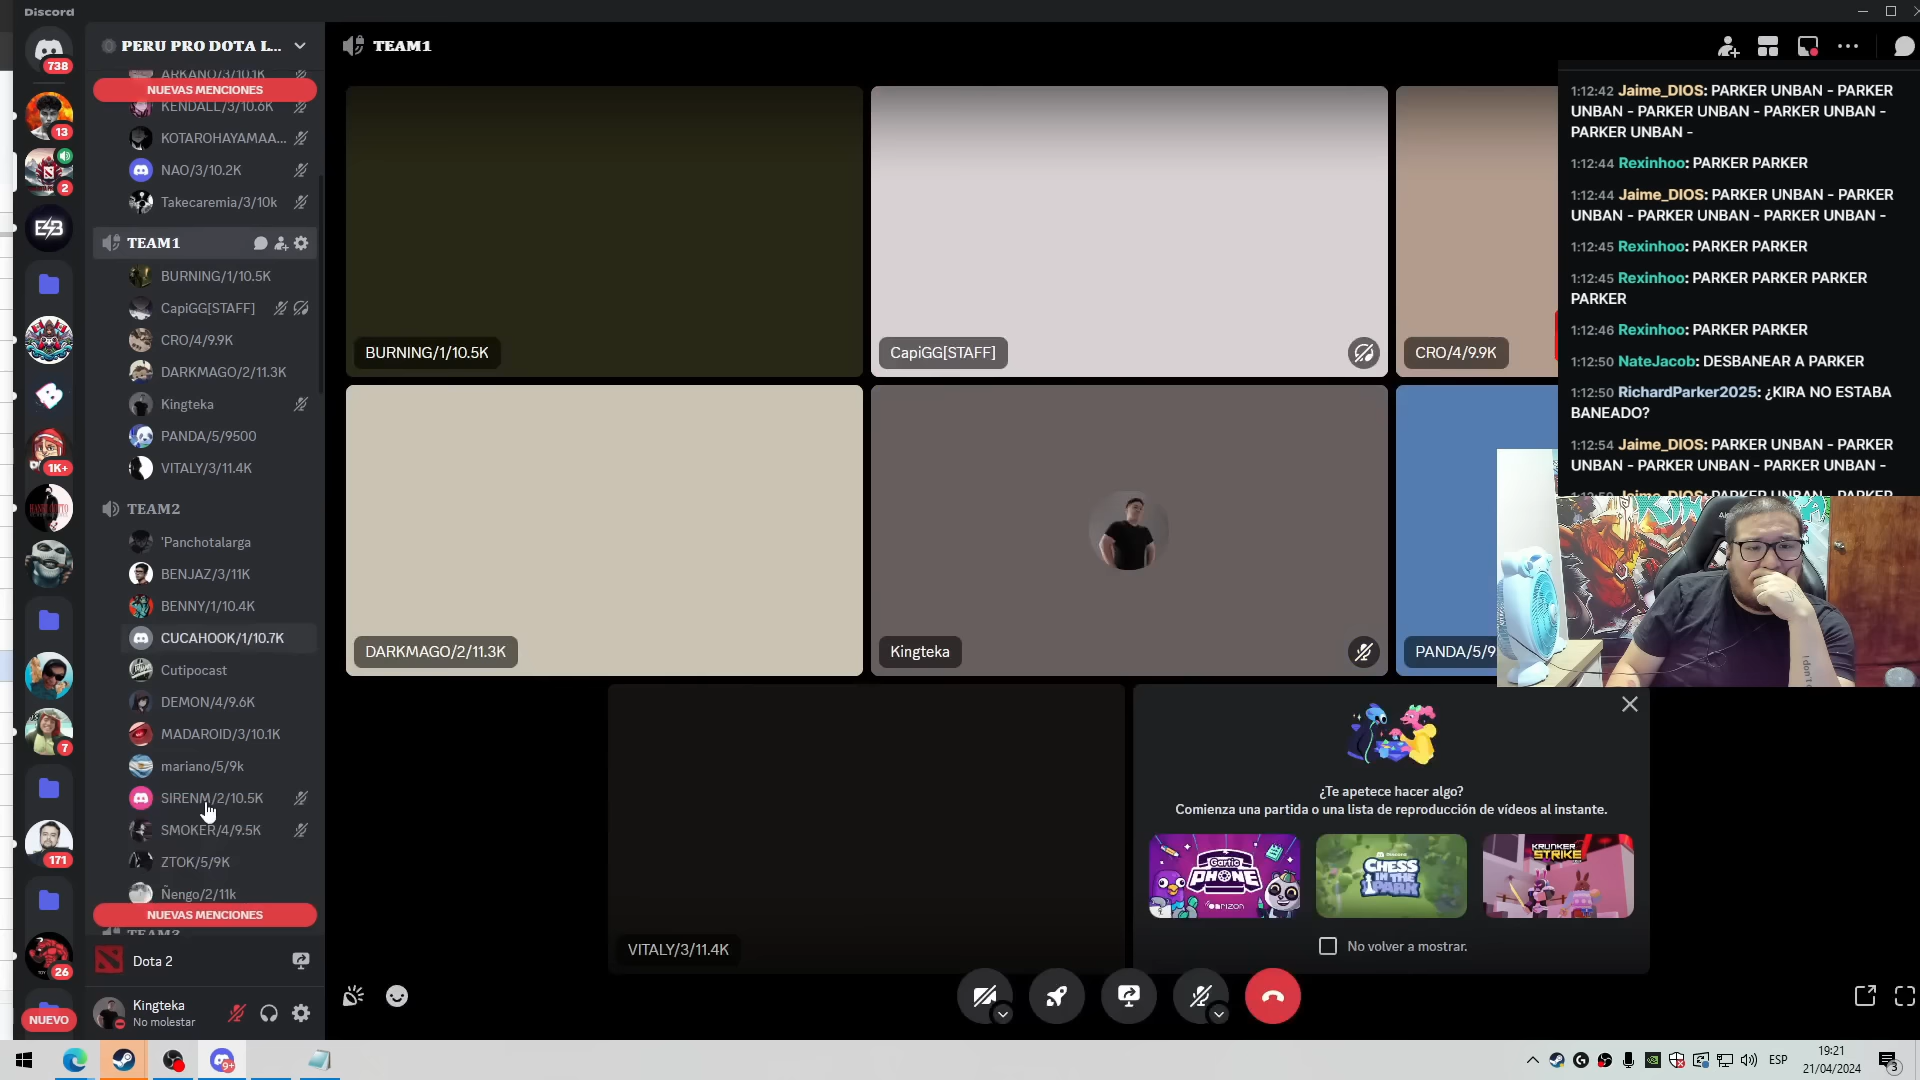 Discord
738
PERU PRO DOTA L...
TEAM1
ARKANO/3/10.1K
NUEVAS MENCIONES
KENDALL/3/10.6K
KOTAROHAYAMAA...
NAO/3/10.2K
Takecaremia/3/10k
TEAM1
BURNING/1/10.5K
CapiGG[STAFF]
CRO/4/9.9K
DARKMAGO/2/11.3K
Kingteka
PANDA/5/9500
VITALY/3/11.4K
TEAM2
'Panchotalarga
BENJAZ/3/11K
BENNY/1/10.4K
CUCAHOOK/1/10.7K
Cutipocast
DEMON/4/9.6K
MADAROID/3/10.1K
mariano/5/9k
SIRENM/2/10.5K
SMOKER/4/9.5K
ZTOK/5/9K
Ñengo/2/11k
NUEVAS MENCIONES
TEAM3
Dota 2
Kingteka
No molestar
13
2
1K+
7
171
26
NUEVO
BURNING/1/10.5K
CapiGG[STAFF]
CRO/4/9.9K
DARKMAGO/2/11.3K
Kingteka
PANDA/5/9
VITALY/3/11.4K
¿Te apetece hacer algo?
Comienza una partida o una lista de reproducción de vídeos al instante.
Gartic
PHONE
ONRIZON
CHESS
IN THE
PARK
KRUNKER
STRIKE
No volver a mostrar.
1:12:42 Jaime_DIOS: PARKER UNBAN - PARKER
UNBAN - PARKER UNBAN - PARKER UNBAN -
PARKER UNBAN -
1:12:44 Rexinhoo: PARKER PARKER
1:12:44 Jaime_DIOS: PARKER UNBAN - PARKER
UNBAN - PARKER UNBAN - PARKER UNBAN -
1:12:45 Rexinhoo: PARKER PARKER
1:12:45 Rexinhoo: PARKER PARKER PARKER
PARKER
1:12:46 Rexinhoo: PARKER PARKER
1:12:50 NateJacob: DESBANEAR A PARKER
1:12:50 RichardParker2025: ¿KIRA NO ESTABA
BANEADO?
1:12:54 Jaime_DIOS: PARKER UNBAN - PARKER
UNBAN - PARKER UNBAN - PARKER UNBAN -
Jaime_DIOS: PARKER UNBAN - PARKER
9+
ESP
19:21
21/04/2024
3